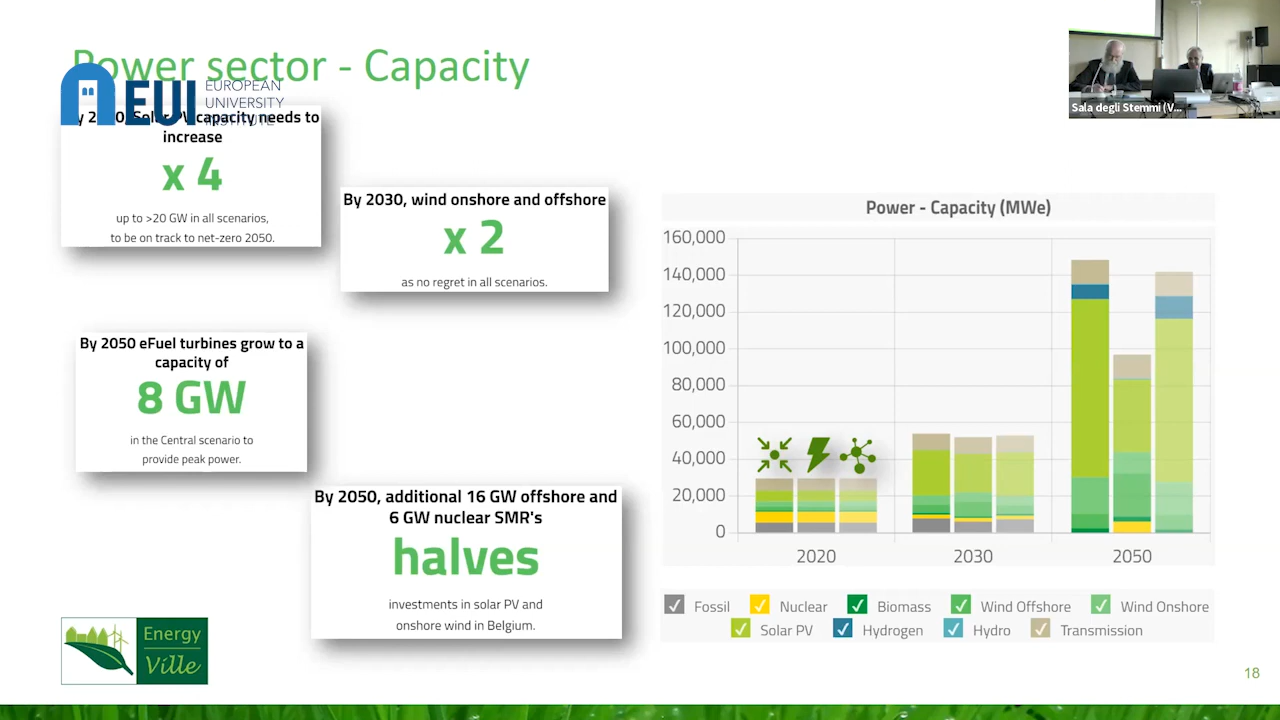 Power sector - Capacity
EUI
EUROPEAN
UNIVERSITY
INSTITUTE
Solar PV capacity needs to
increase
x 4
up to >20 GW in all scenarios,
to be on track to net-zero 2050.
By 2030, wind onshore and offshore
x 2
as no regret in all scenarios.
By 2050 eFuel turbines grow to a
capacity of
8 GW
in the Central scenario to
provide peak power.
By 2050, additional 16 GW offshore and
6 GW nuclear SMR's
halves
investments in solar PV and
onshore wind in Belgium.
Energy
Ville
Sala degli Stemmi (V...
Power - Capacity (MWe)
160,000
140,000
120,000
100,000
80,000
60,000
40,000
20,000
0
2020 2030 2050
Fossil Nuclear Biomass Wind Offshore Wind Onshore
Solar PV Hydrogen Hydro Transmission
18